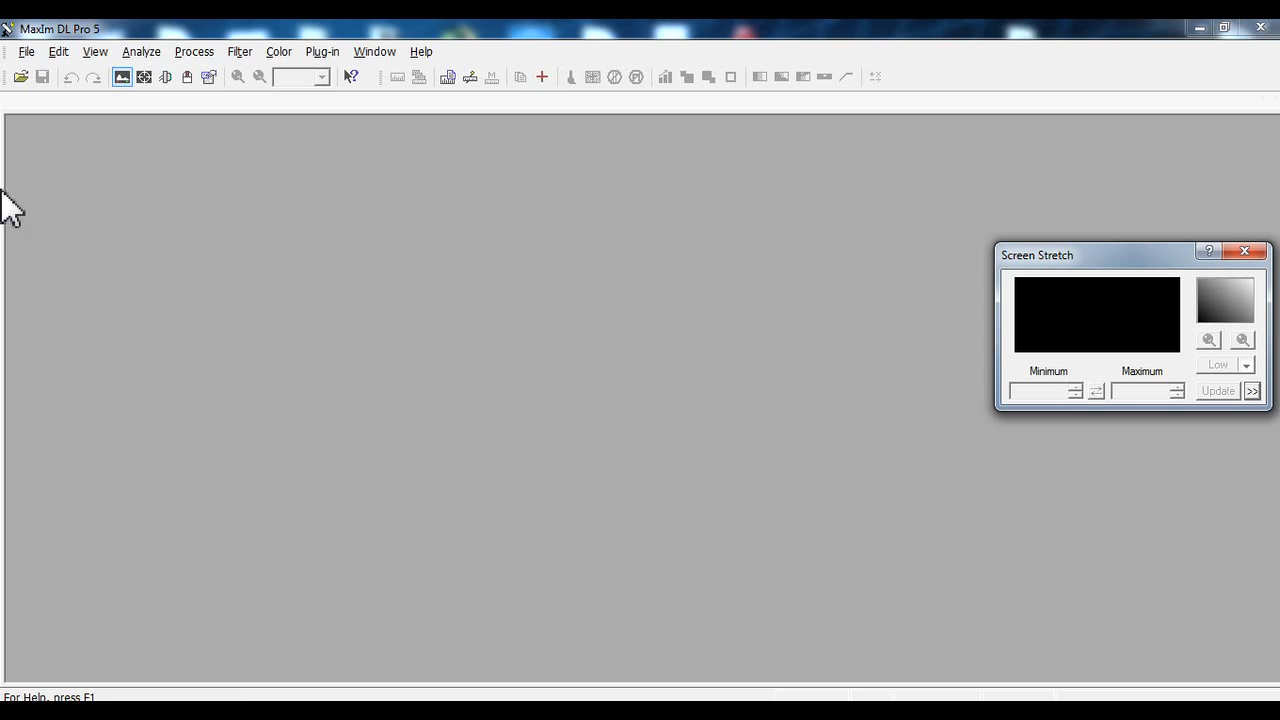 MaxIm DL Pro 5
File Edit View Analyze Process Filter Color Plug-in Window Help
Screen Stretch
Minimum Maximum
Low
Update >>
For Help, press F1